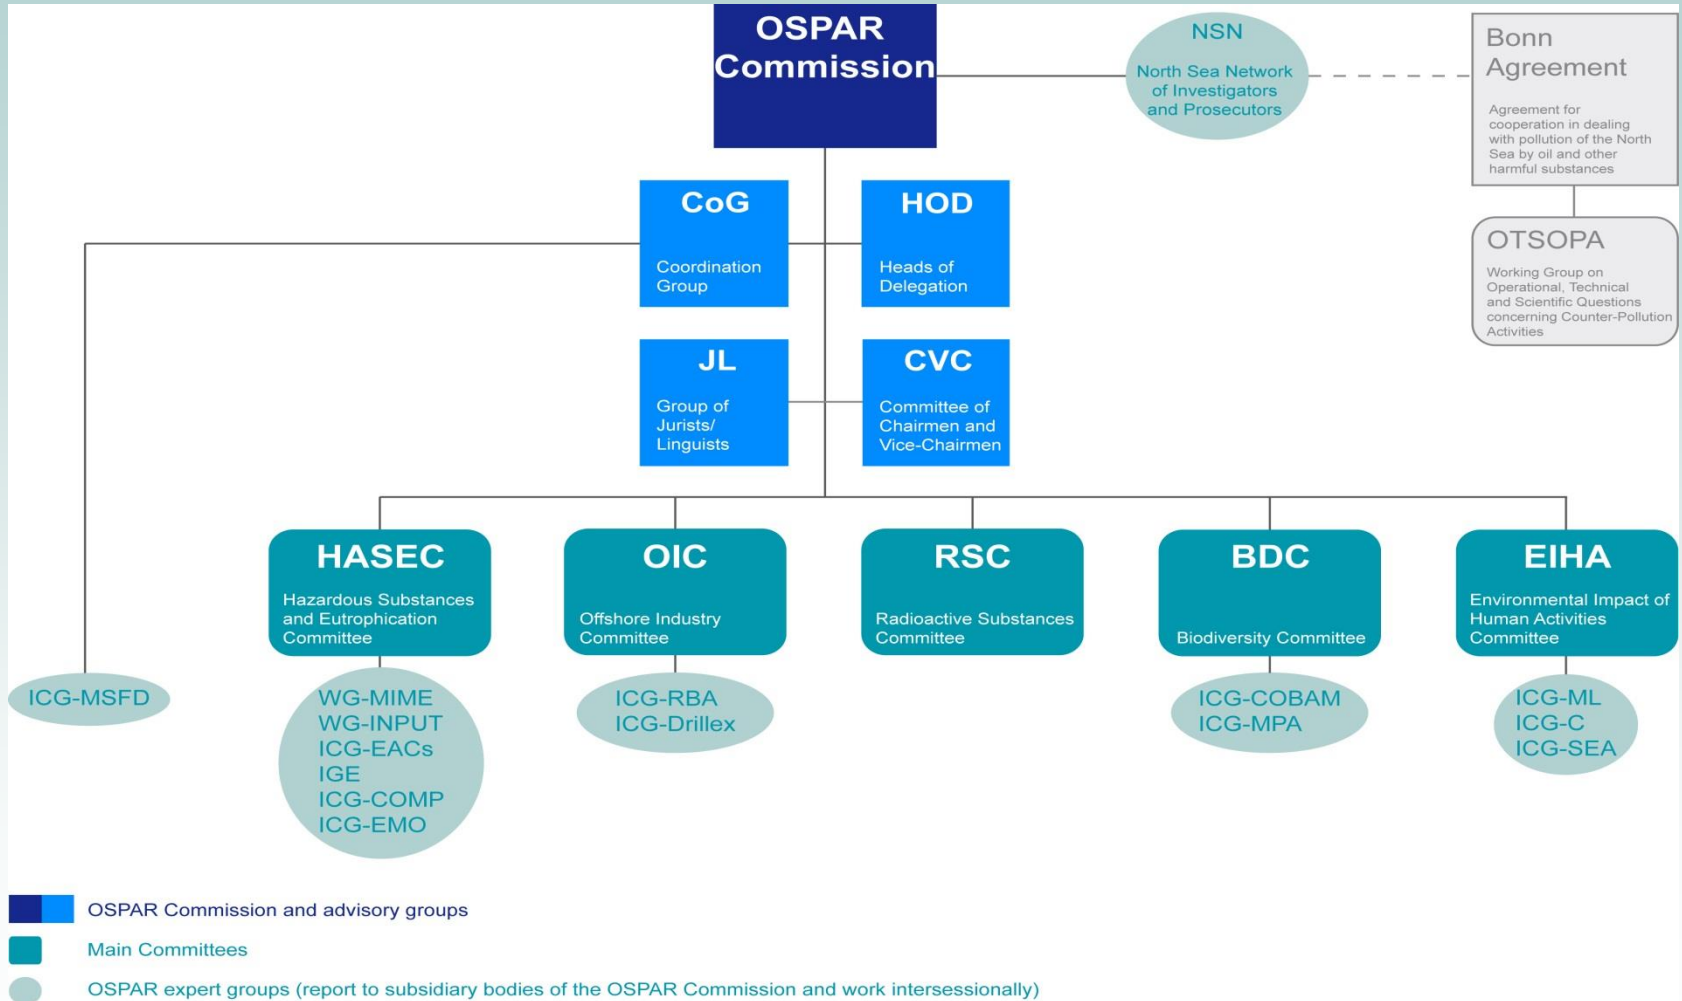 OSPAR
Commission
NSN
North Sea Network
of Investigators
and Prosecutors
Bonn
Agreement
Agreement for
cooperation in dealing
with pollution of the North
Sea by oil and other
harmful substances
OTSOPA
Working Group on
Operational, Technical
and Scientific Questions
concerning Counter-Pollution
Activities
CoG
Coordination
Group
HOD
Heads of
Delegation
JL
Group of
Jurists/
Linguists
CVC
Committee of
Chairmen and
Vice-Chairmen
HASEC
Hazardous Substances
and Eutrophication
Committee
OIC
Offshore Industry
Committee
RSC
Radioactive Substances
Committee
BDC
Biodiversity Committee
EIHA
Environmental Impact of
Human Activities
Committee
ICG-MSFD
WG-MIME
WG-INPUT
ICG-EACs
IGE
ICG-COMP
ICG-EMO
ICG-RBA
ICG-Drillex
ICG-COBAM
ICG-MPA
ICG-ML
ICG-C
ICG-SEA
OSPAR Commission and advisory groups
Main Committees
OSPAR expert groups (report to subsidiary bodies of the OSPAR Commission and work intersessionally)